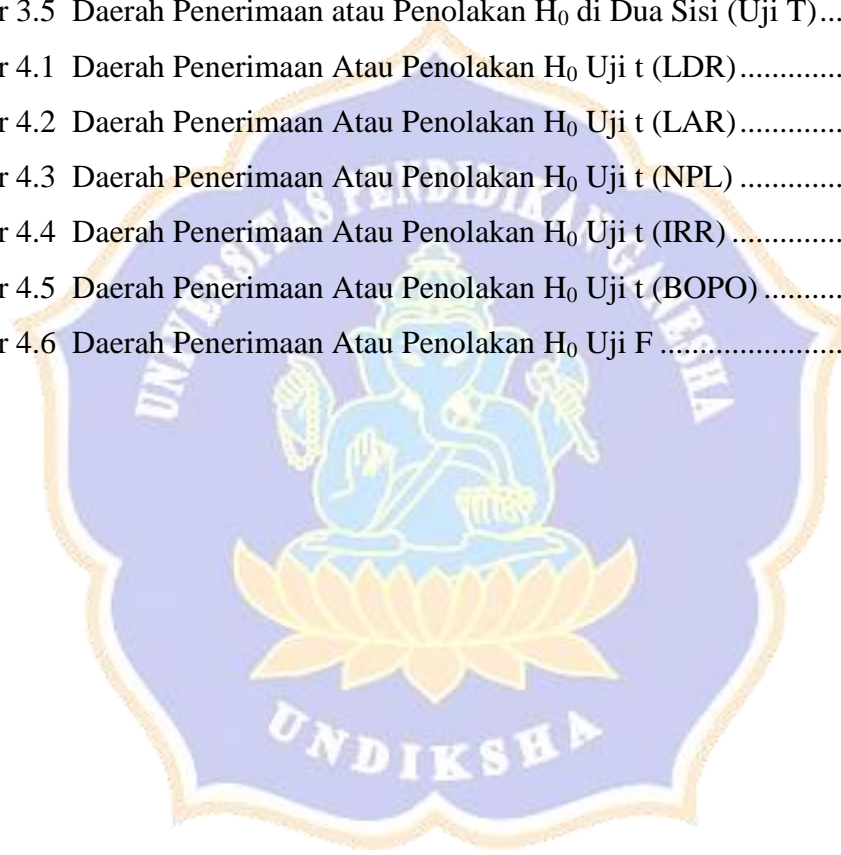 r 3.5 Daerah Penerimaan atau Penolakan H₀ di Dua Sisi (Uji T)...
r 4.1 Daerah Penerimaan Atau Penolakan H₀ Uji t (LDR).............
r 4.2 Daerah Penerimaan Atau Penolakan H₀ Uji t (LAR).............
r 4.3 Daerah Penerimaan Atau Penolakan H₀ Uji t (NPL) .............
r 4.4 Daerah Penerimaan Atau Penolakan H₀ Uji t (IRR) ..............
r 4.5 Daerah Penerimaan Atau Penolakan H₀ Uji t (BOPO) ..........
r 4.6 Daerah Penerimaan Atau Penolakan H₀ Uji F .......................
UNIVERSITAS PENDIDIKAN GANESHA
UNDIKSHA